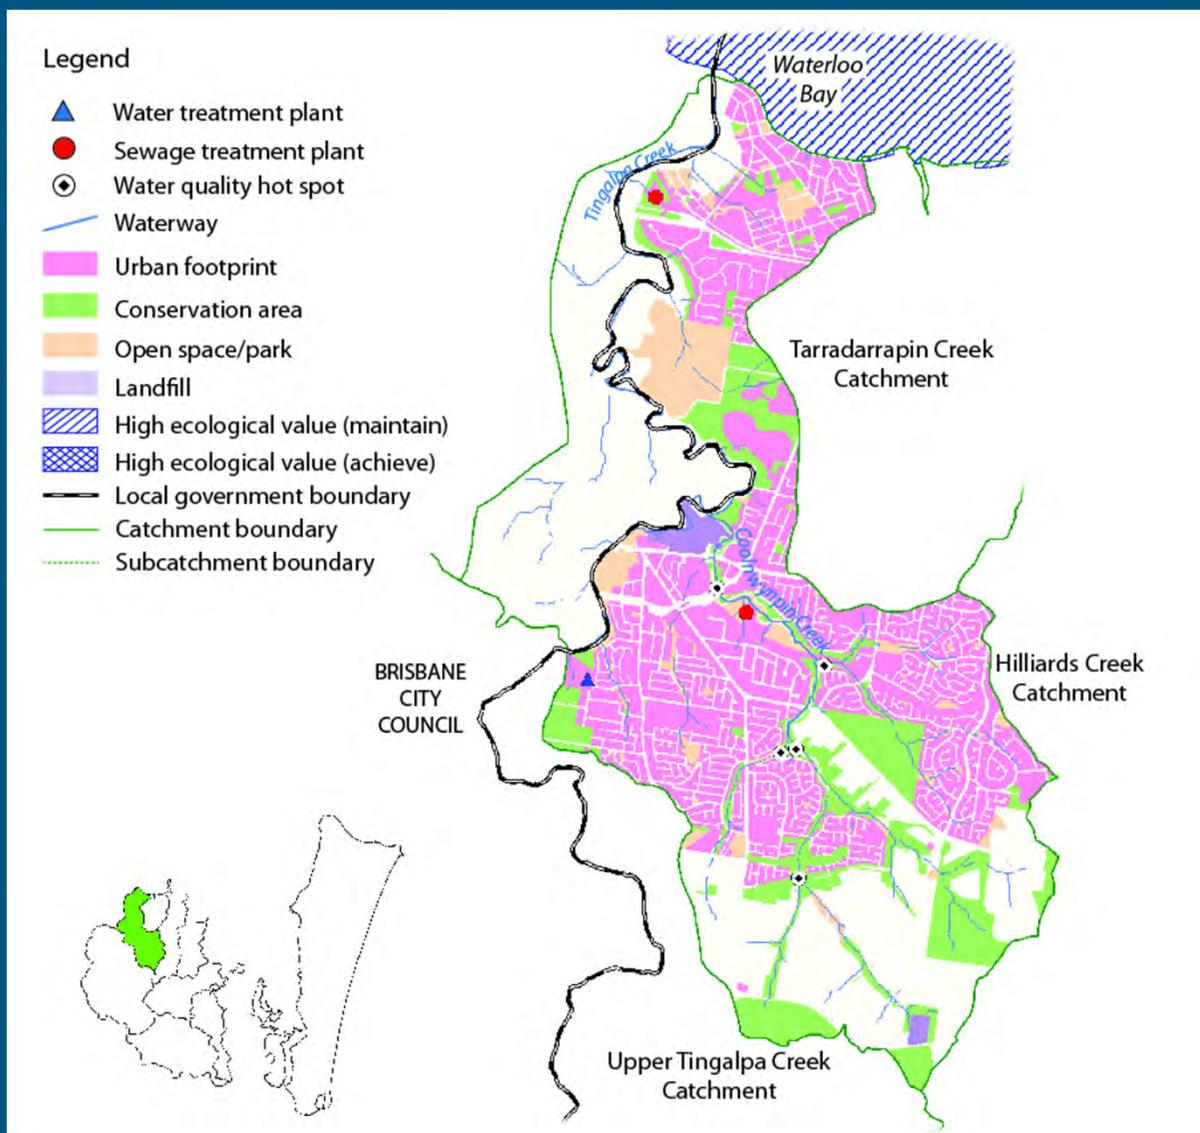 Legend
Water treatment plant
Sewage treatment plant
Water quality hot spot
Waterway
Urban footprint
Conservation area
Open space/park
Landfill
High ecological value (maintain)
High ecological value (achieve)
Local government boundary
Catchment boundary
Subcatchment boundary
Waterloo
Bay
Tingalpa Creek
Tarradarrapin Creek
Catchment
Coolnwynpin Creek
BRISBANE
CITY
COUNCIL
Hilliards Creek
Catchment
Upper Tingalpa Creek
Catchment